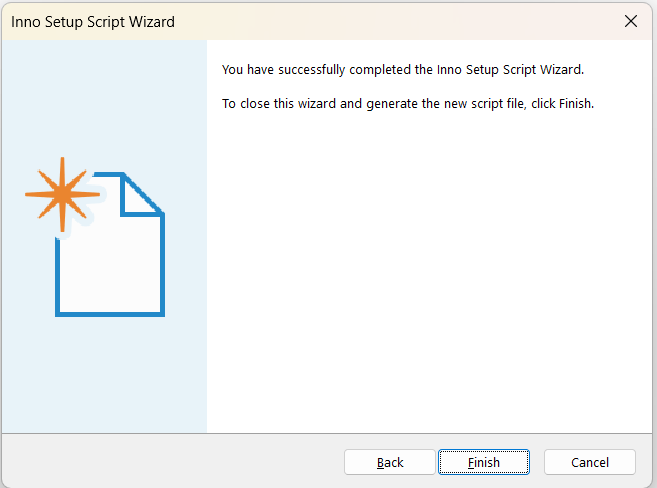 Inno Setup Script Wizard
You have successfully completed the Inno Setup Script Wizard.
To close this wizard and generate the new script file, click Finish.
Back
Finish
Cancel